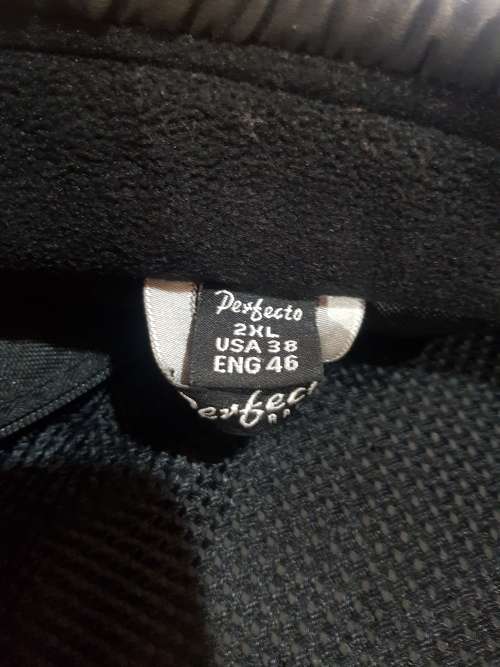 Perfecto
2XL
USA 38
ENG 46